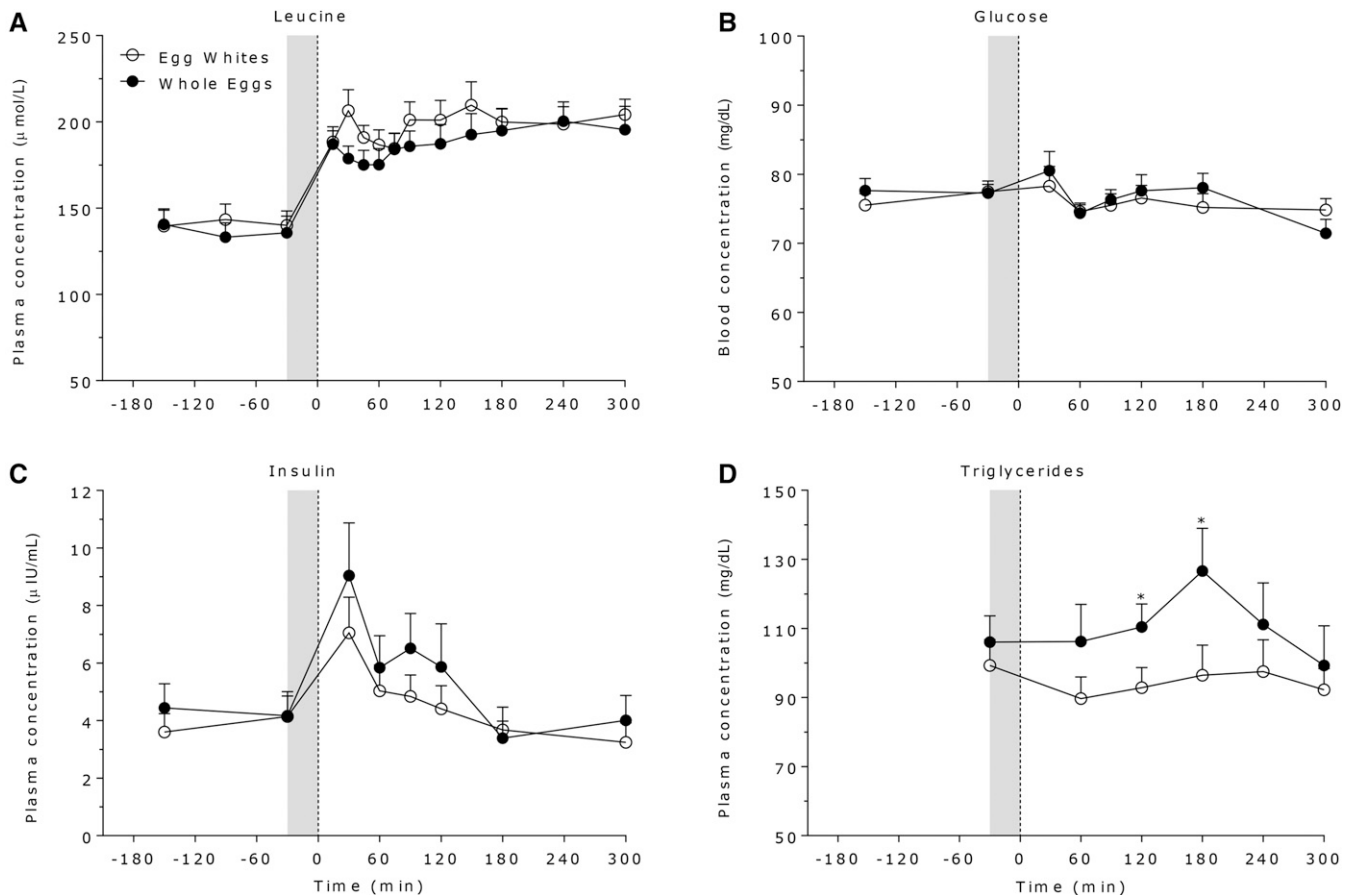 A
Leucine
250
200
150
100
50
Plasma concentration (μ mol/L)
Egg Whites
Whole Eggs
-180 -120 -60 0 60 120 180 240 300
B
Glucose
100
90
80
70
60
50
Blood concentration (mg/dL)
-180 -120 -60 0 60 120 180 240 300
C
Insulin
12
10
8
6
4
2
0
Plasma concentration (μ IU/mL)
-180 -120 -60 0 60 120 180 240 300
Time (min)
D
Triglycerides
150
130
110
90
70
50
Plasma concentration (mg/dL)
*
*
-180 -120 -60 0 60 120 180 240 300
Time (min)